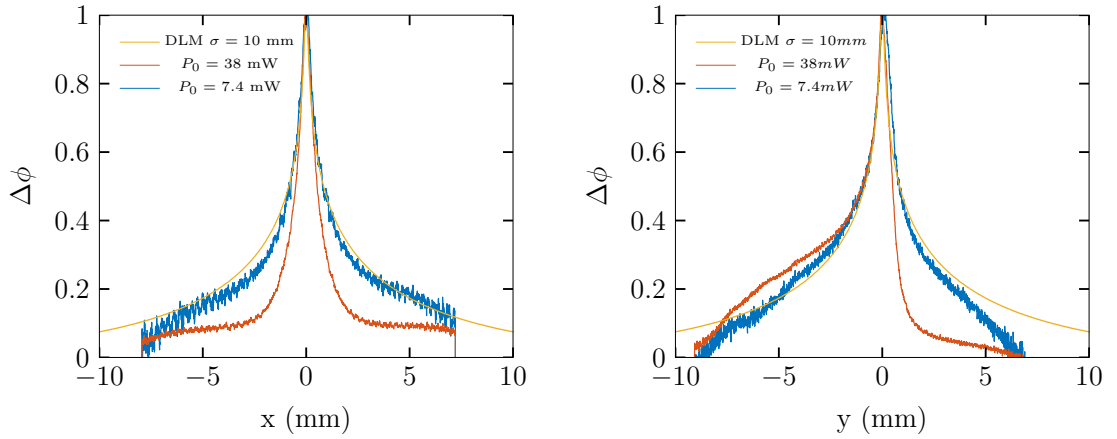 1
0.8
0.6
0.4
0.2
0
Δϕ
DLM σ = 10 mm
P₀ = 38 mW
P₀ = 7.4 mW
−10
−5
0
5
10
x (mm)
1
0.8
0.6
0.4
0.2
0
Δϕ
DLM σ = 10mm
P₀ = 38mW
P₀ = 7.4mW
−10
−5
0
5
10
y (mm)